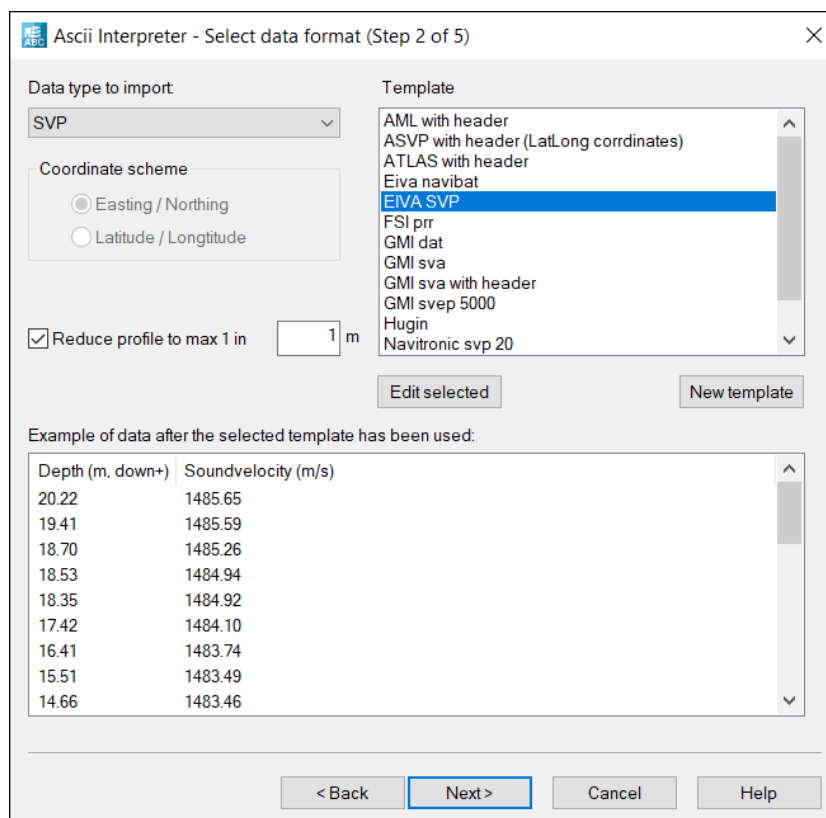 Ascii Interpreter - Select data format (Step 2 of 5)
Data type to import:
SVP
Coordinate scheme
Easting / Northing
Latitude / Longtitude
Reduce profile to max 1 in 1 m
Template
AML with header
ASVP with header (LatLong corrdinates)
ATLAS with header
Eiva navibat
EIVA SVP
FSI prr
GMI dat
GMI sva
GMI sva with header
GMI svep 5000
Hugin
Navitronic svp 20
Edit selected
New template
Example of data after the selected template has been used:
Depth (m, down+) Soundvelocity (m/s)
20.22 1485.65
19.41 1485.59
18.70 1485.26
18.53 1484.94
18.35 1484.92
17.42 1484.10
16.41 1483.74
15.51 1483.49
14.66 1483.46
< Back Next > Cancel Help